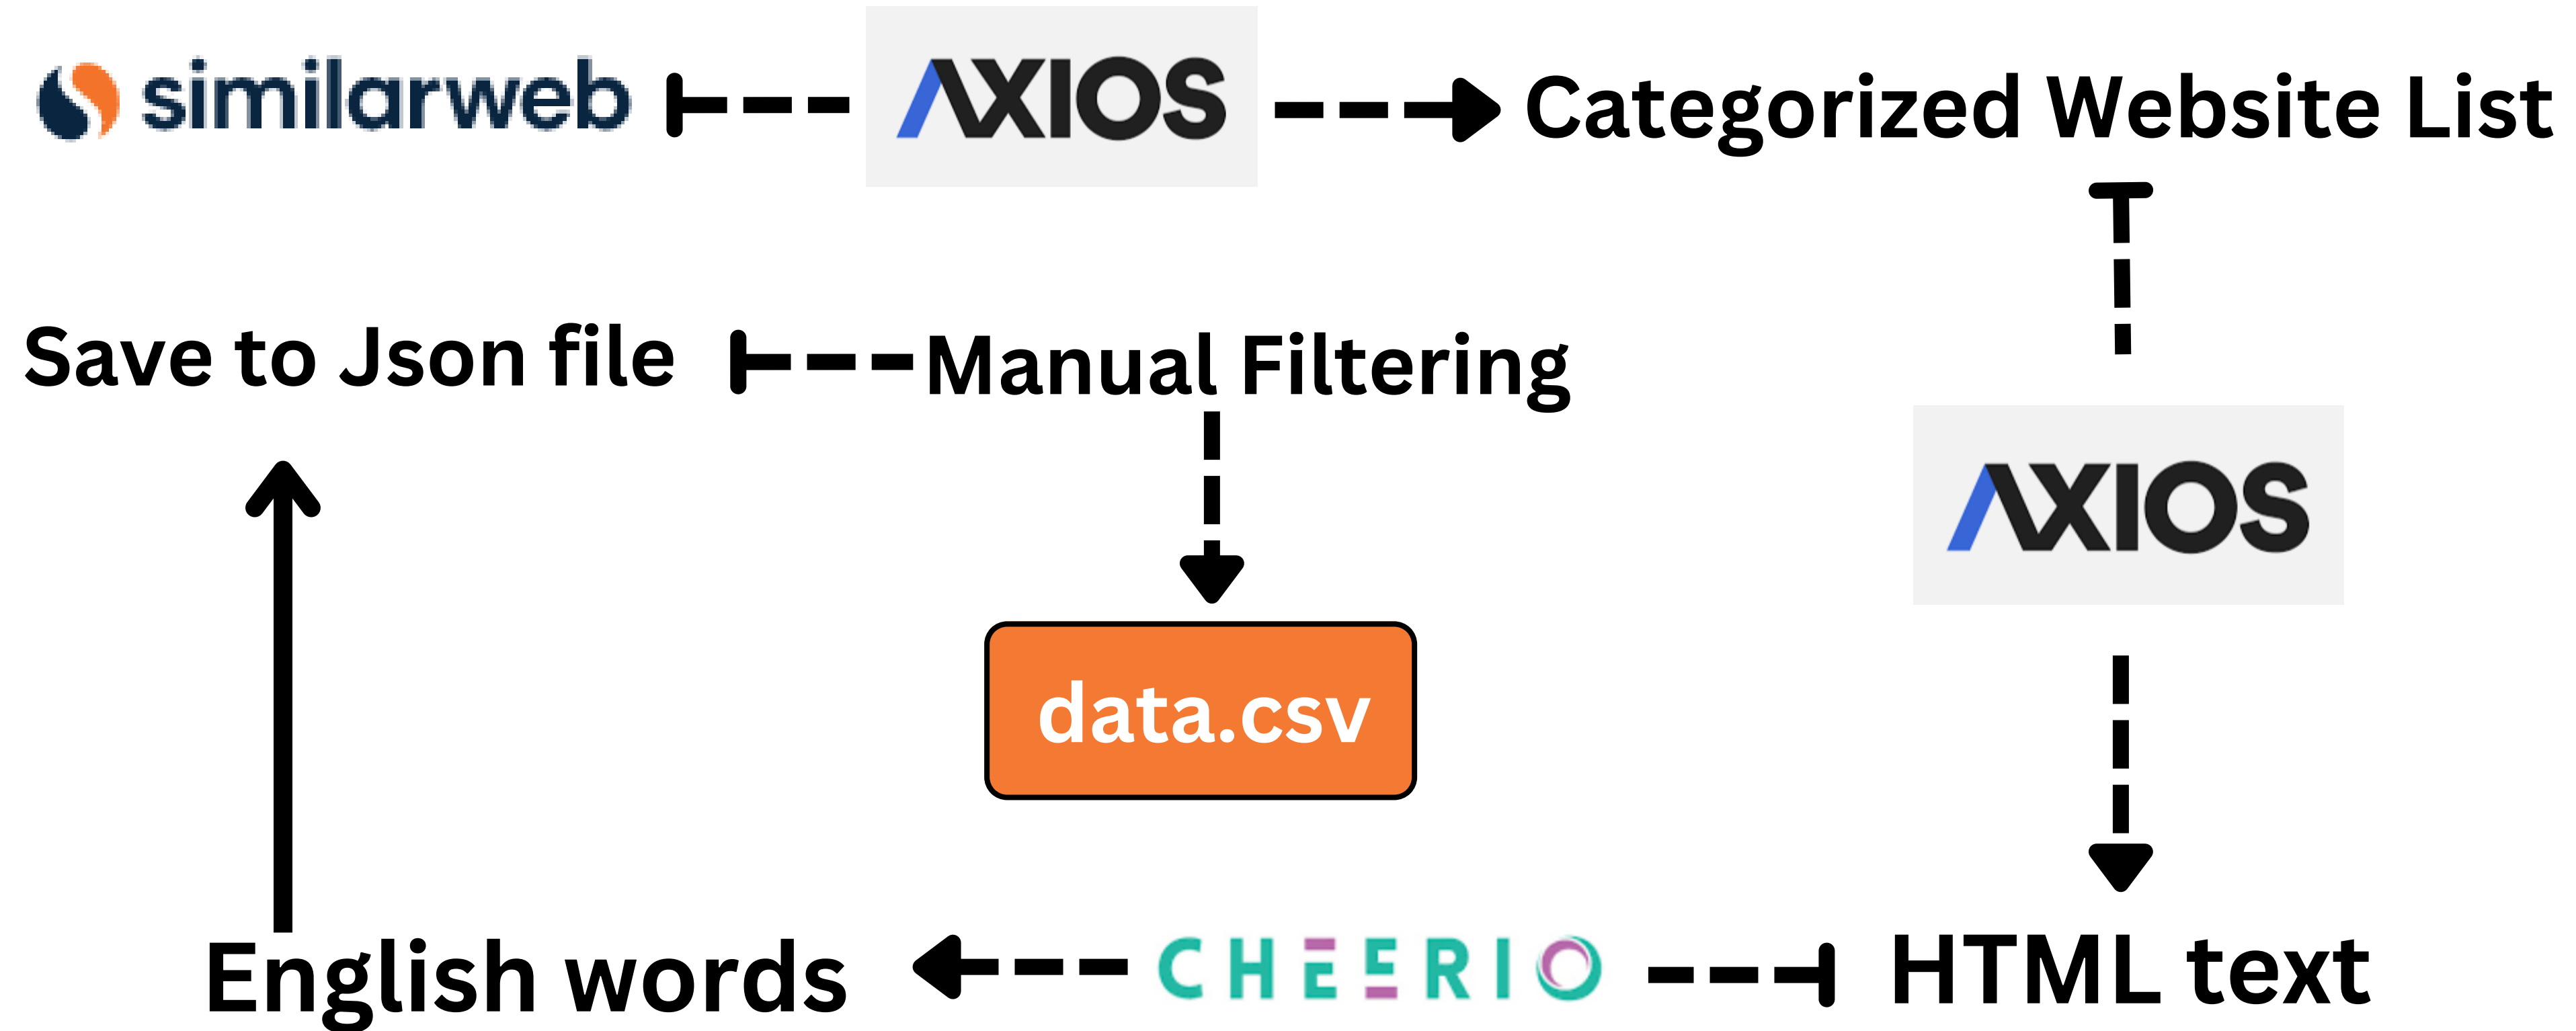 similarweb
AXIOS
Categorized Website List
Save to Json file
Manual Filtering
AXIOS
data.csv
English words
CHEERIO
HTML text